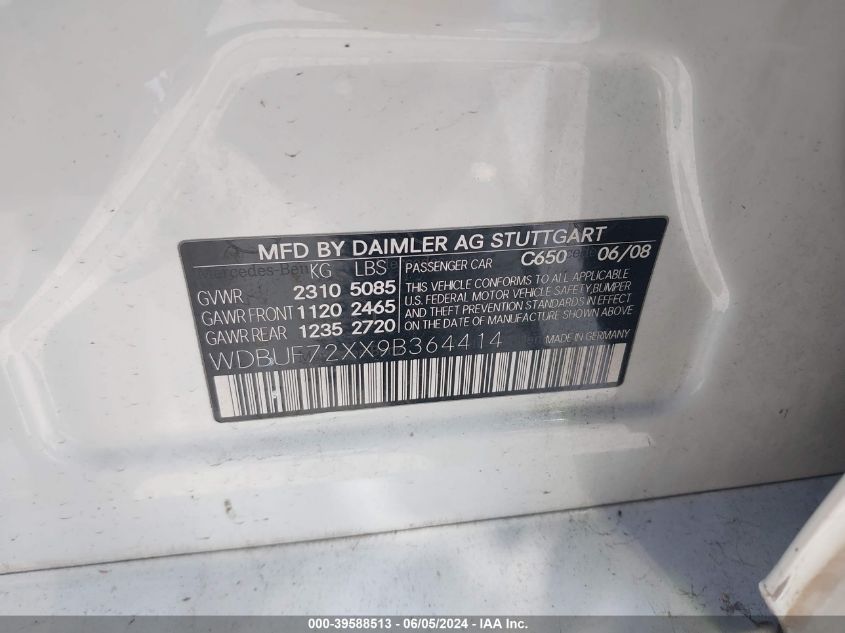 MFD BY DAIMLER AG STUTTGART
KG LBS PASSENGER CAR C650 06/08
GVWR 2310 5085
GAWR FRONT 1120 2465
GAWR REAR 1235 2720
THIS VEHICLE CONFORMS TO ALL APPLICABLE
U.S. FEDERAL MOTOR VEHICLE SAFETY, BUMPER
AND THEFT PREVENTION STANDARDS IN EFFECT
ON THE DATE OF MANUFACTURE SHOWN ABOVE
WDBUF72XX9B364414 MADE IN GERMANY
000-39588513 - 06/05/2024 - IAA Inc.